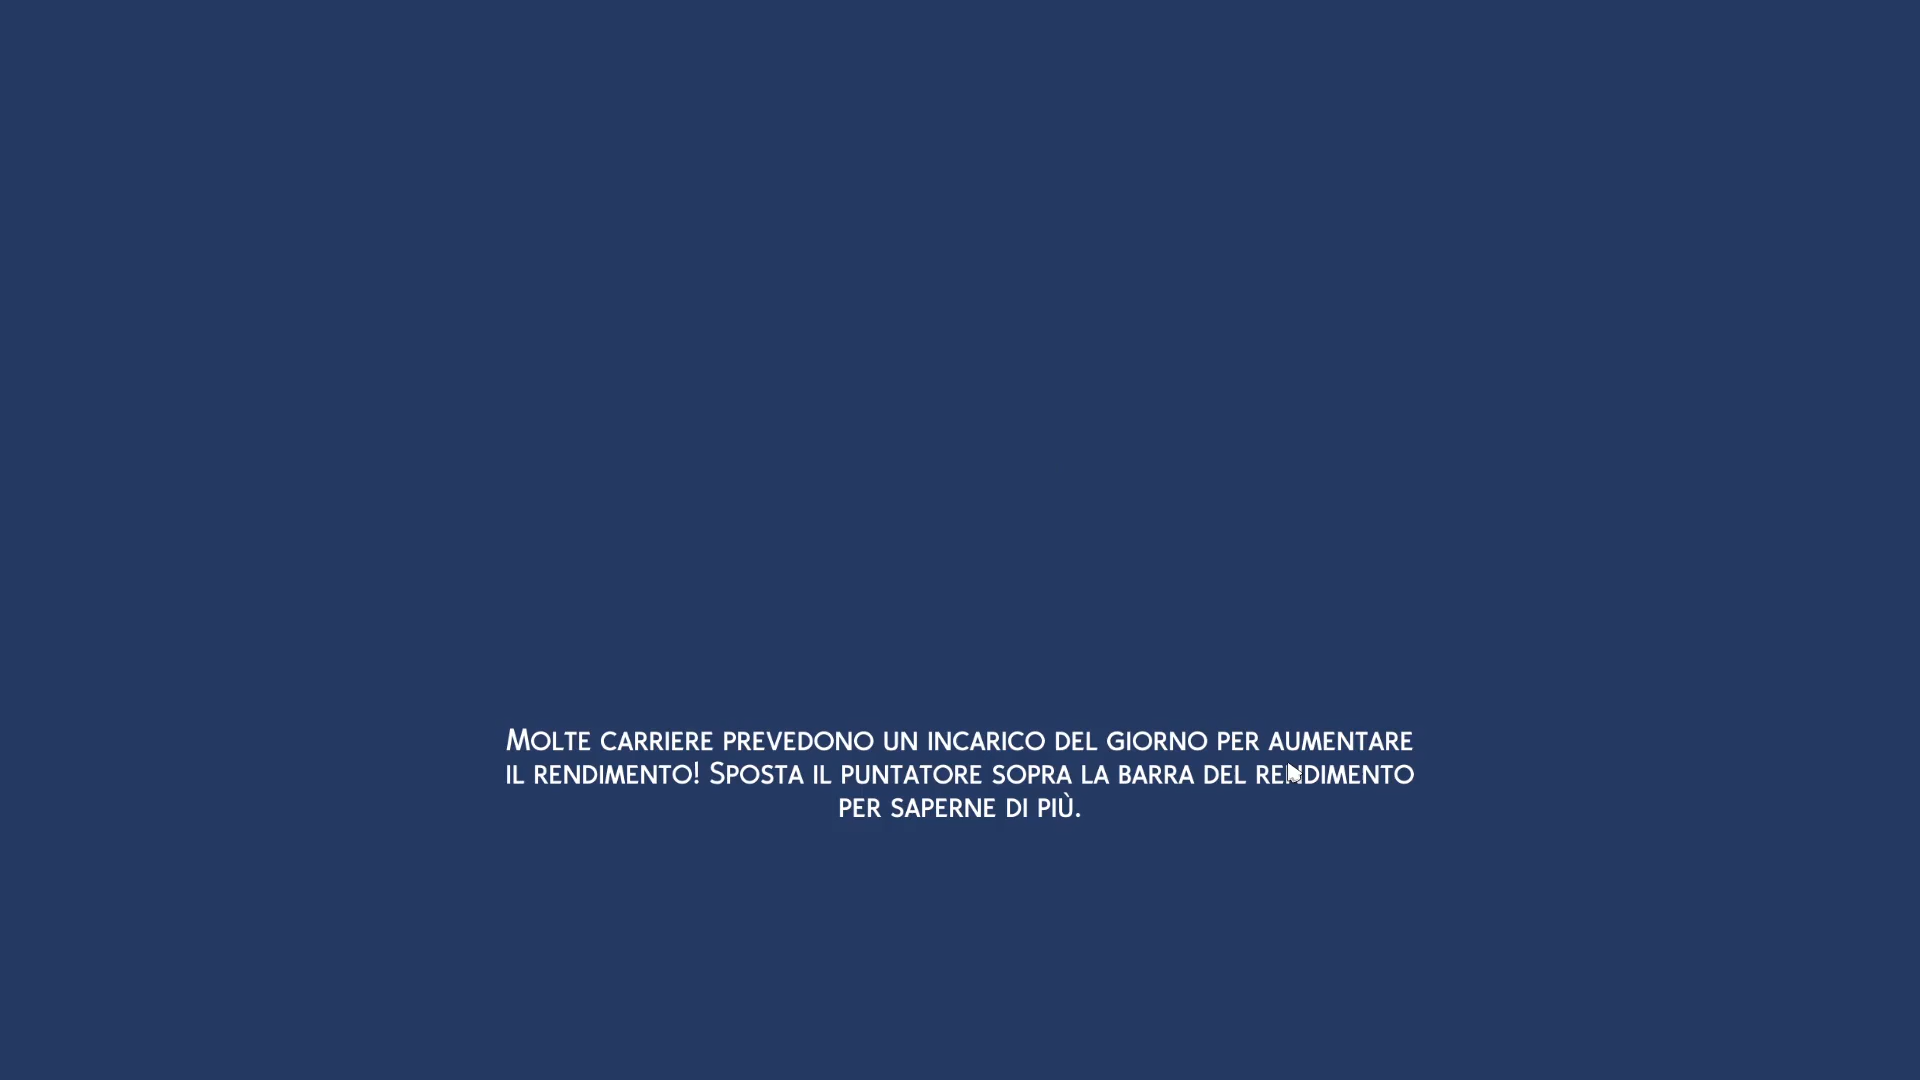 Molte carriere prevedono un incarico del giorno per aumentare
il rendimento! Sposta il puntatore sopra la barra del rendimento
per saperne di più.